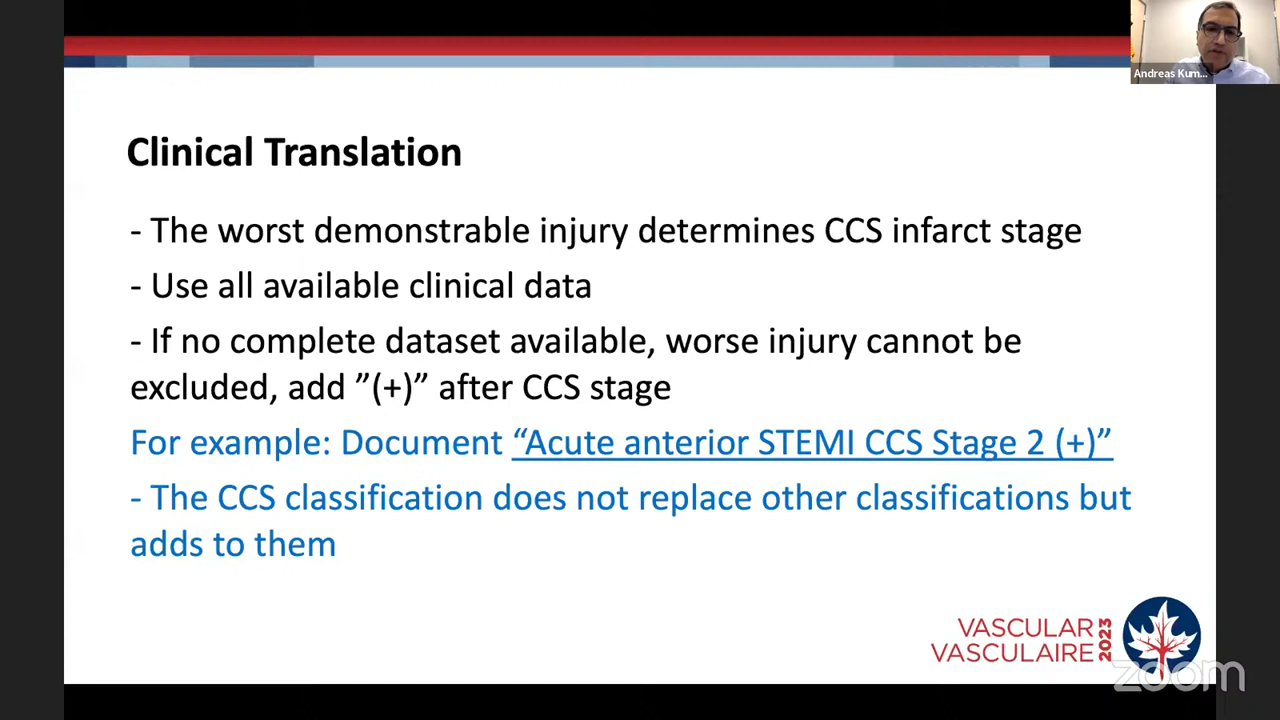 Andreas Kum...
Clinical Translation
- The worst demonstrable injury determines CCS infarct stage
- Use all available clinical data
- If no complete dataset available, worse injury cannot be
excluded, add ”(+)” after CCS stage
For example: Document “Acute anterior STEMI CCS Stage 2 (+)”
- The CCS classification does not replace other classifications but
adds to them
VASCULAR
VASCULAIRE
2023
zoom